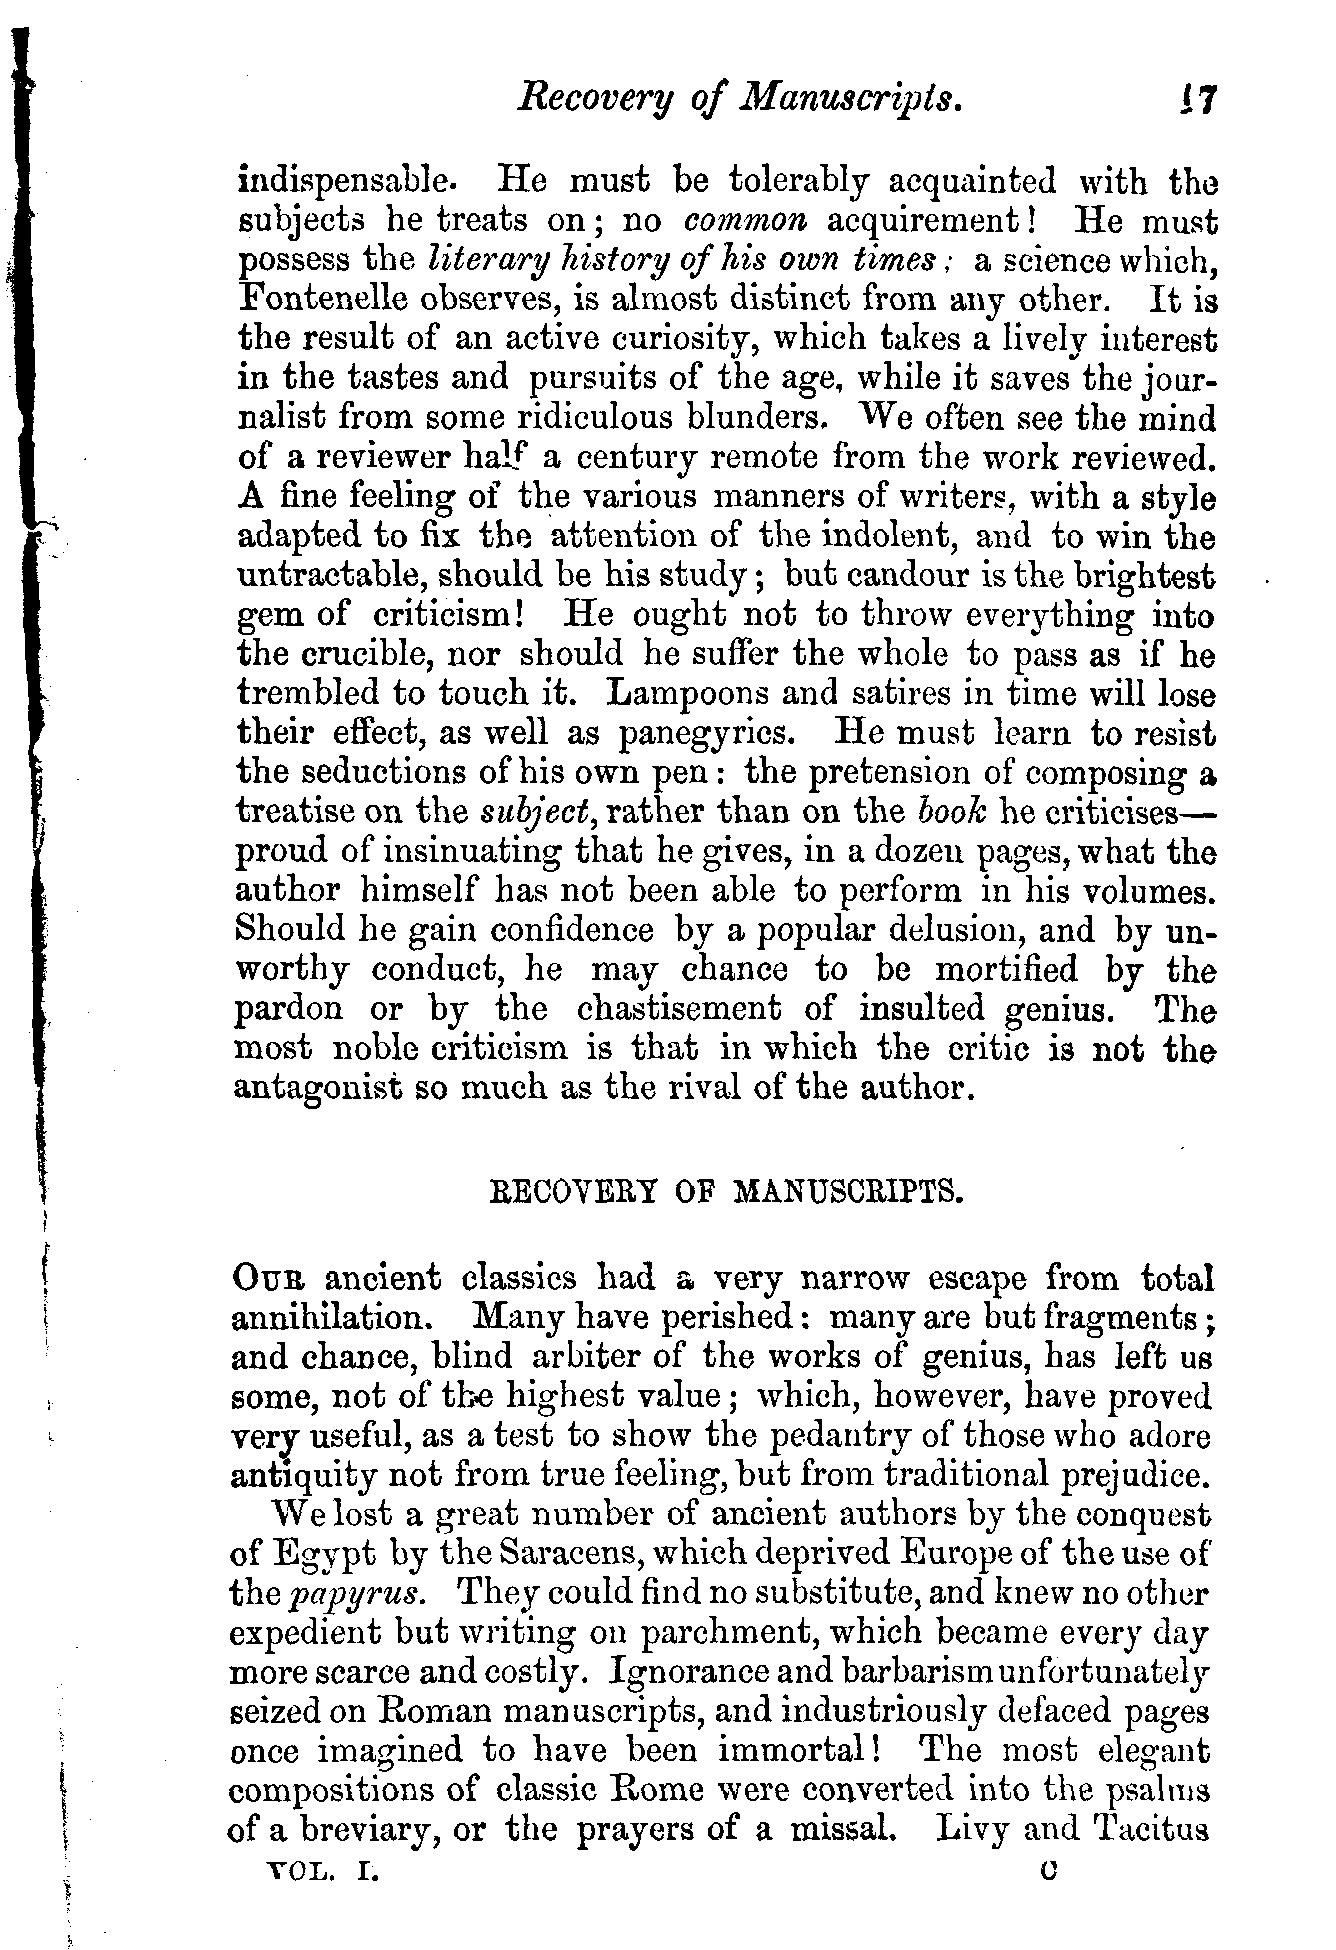 Recovery of Manuscripts. 17
indispensable. He must be tolerably acquainted with the
subjects he treats on; no common acquirement! He must
possess the literary history of his own times; a science which,
Fontenelle observes, is almost distinct from any other. It is
the result of an active curiosity, which takes a lively interest
in the tastes and pursuits of the age, while it saves the jour-
nalist from some ridiculous blunders. We often see the mind
of a reviewer half a century remote from the work reviewed.
A fine feeling of the various manners of writers, with a style
adapted to fix the attention of the indolent, and to win the
untractable, should be his study; but candour is the brightest
gem of criticism! He ought not to throw everything into
the crucible, nor should he suffer the whole to pass as if he
trembled to touch it. Lampoons and satires in time will lose
their effect, as well as panegyrics. He must learn to resist
the seductions of his own pen: the pretension of composing a
treatise on the subject, rather than on the book he criticises—
proud of insinuating that he gives, in a dozen pages, what the
author himself has not been able to perform in his volumes.
Should he gain confidence by a popular delusion, and by un-
worthy conduct, he may chance to be mortified by the
pardon or by the chastisement of insulted genius. The
most noble criticism is that in which the critic is not the
antagonist so much as the rival of the author.
RECOVERY OF MANUSCRIPTS.
OUR ancient classics had a very narrow escape from total
annihilation. Many have perished: many are but fragments;
and chance, blind arbiter of the works of genius, has left us
some, not of the highest value; which, however, have proved
very useful, as a test to show the pedantry of those who adore
antiquity not from true feeling, but from traditional prejudice.
We lost a great number of ancient authors by the conquest
of Egypt by the Saracens, which deprived Europe of the use of
the papyrus. They could find no substitute, and knew no other
expedient but writing on parchment, which became every day
more scarce and costly. Ignorance and barbarism unfortunately
seized on Roman manuscripts, and industriously defaced pages
once imagined to have been immortal! The most elegant
compositions of classic Rome were converted into the psalms
of a breviary, or the prayers of a missal. Livy and Tacitus
VOL. I. C